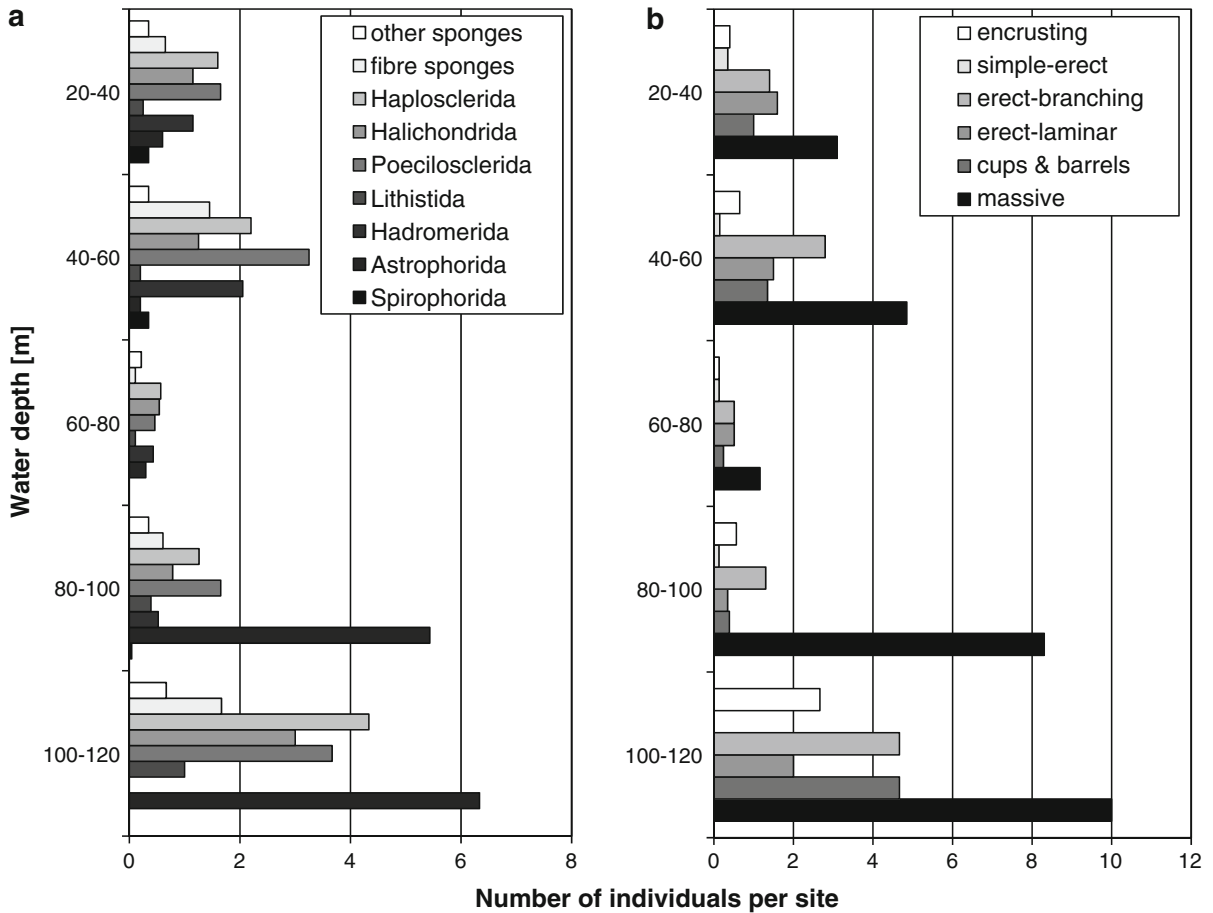 a
other sponges
fibre sponges
Haplosclerida
Halichondrida
Poecilosclerida
Lithistida
Hadromerida
Astrophorida
Spirophorida
Water depth [m]
20-40
40-60
60-80
80-100
100-120
0 2 4 6 8
b
encrusting
simple-erect
erect-branching
erect-laminar
cups & barrels
massive
20-40
40-60
60-80
80-100
100-120
0 2 4 6 8 10 12
Number of individuals per site